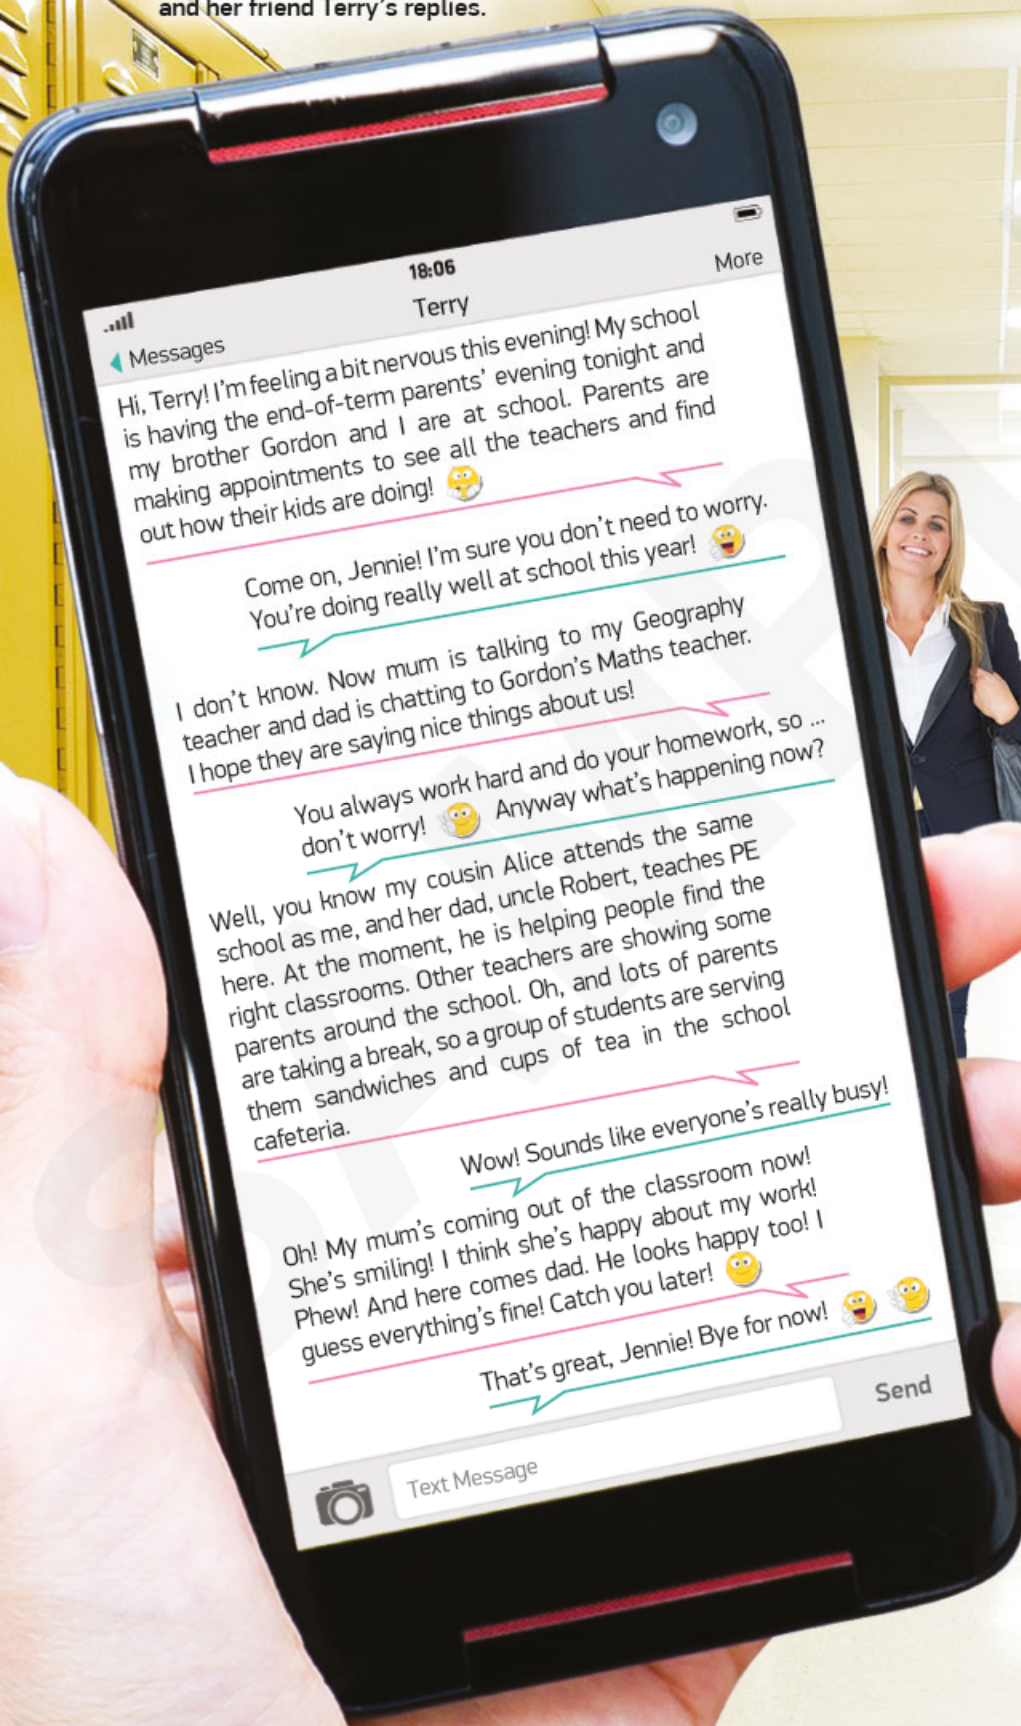 and her friend Terry's replies.
18:06
Terry
More
Messages
Hi, Terry! I'm feeling a bit nervous this evening! My school
is having the end-of-term parents' evening tonight and
my brother Gordon and I are at school. Parents are
making appointments to see all the teachers and find
out how their kids are doing!
Come on, Jennie! I'm sure you don't need to worry.
You're doing really well at school this year!
I don't know. Now mum is talking to my Geography
teacher and dad is chatting to Gordon's Maths teacher.
I hope they are saying nice things about us!
You always work hard and do your homework, so ...
don't worry! Anyway what's happening now?
Well, you know my cousin Alice attends the same
school as me, and her dad, uncle Robert, teaches PE
here. At the moment, he is helping people find the
right classrooms. Other teachers are showing some
parents around the school. Oh, and lots of parents
are taking a break, so a group of students are serving
them sandwiches and cups of tea in the school
cafeteria.
Wow! Sounds like everyone's really busy!
Oh! My mum's coming out of the classroom now!
She's smiling! I think she's happy about my work!
Phew! And here comes dad. He looks happy too! I
guess everything's fine! Catch you later!
That's great, Jennie! Bye for now!
Send
Text Message